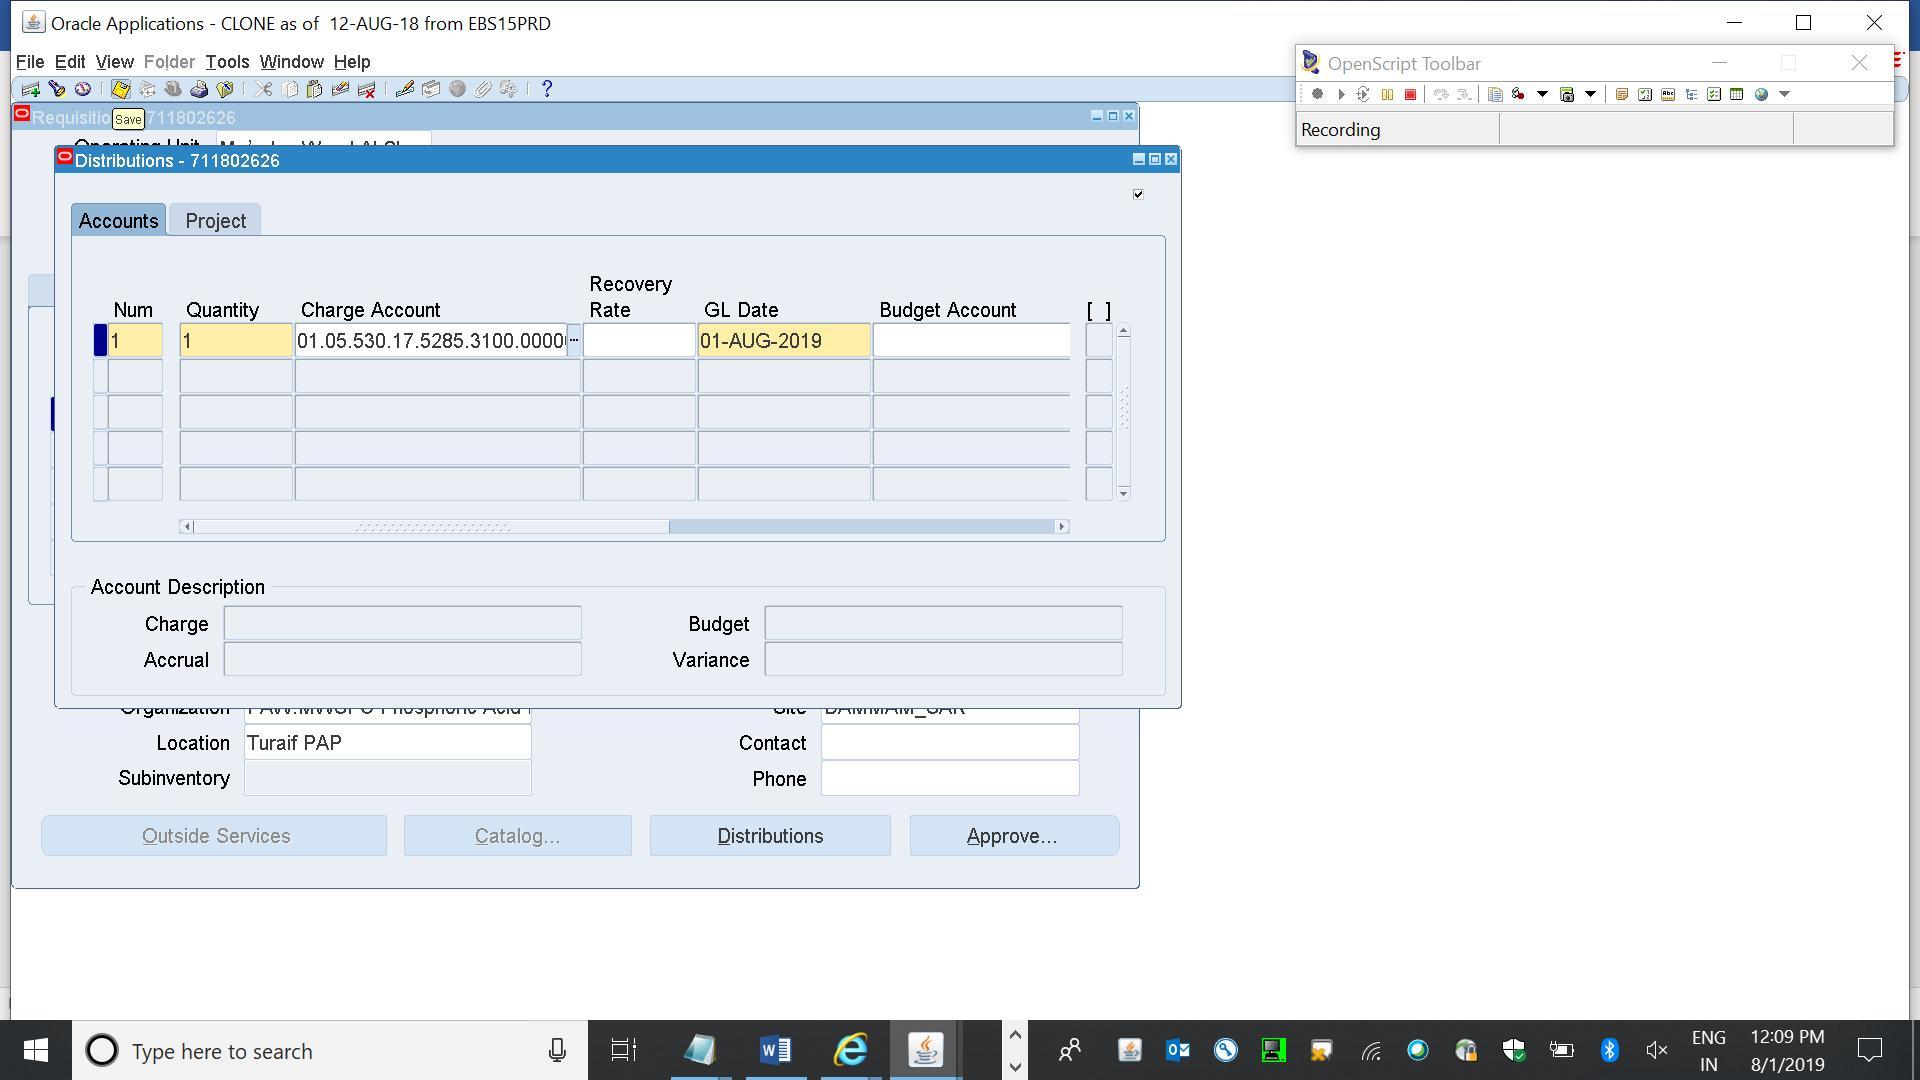 Oracle Applications - CLONE as of 12-AUG-18 from EBS15PRD
File Edit View Folder Tools Window Help
OpenScript Toolbar
Recording
Save
711802626
Distributions - 711802626
Accounts Project
Num Quantity Charge Account Recovery Rate GL Date Budget Account [ ]
1 1 01.05.530.17.5285.3100.0000 01-AUG-2019
Account Description
Charge Budget
Accrual Variance
Organization Site
Location Turaif PAP Contact
Subinventory Phone
Outside Services Catalog... Distributions Approve...
Type here to search
ENG 12:09 PM
IN 8/1/2019